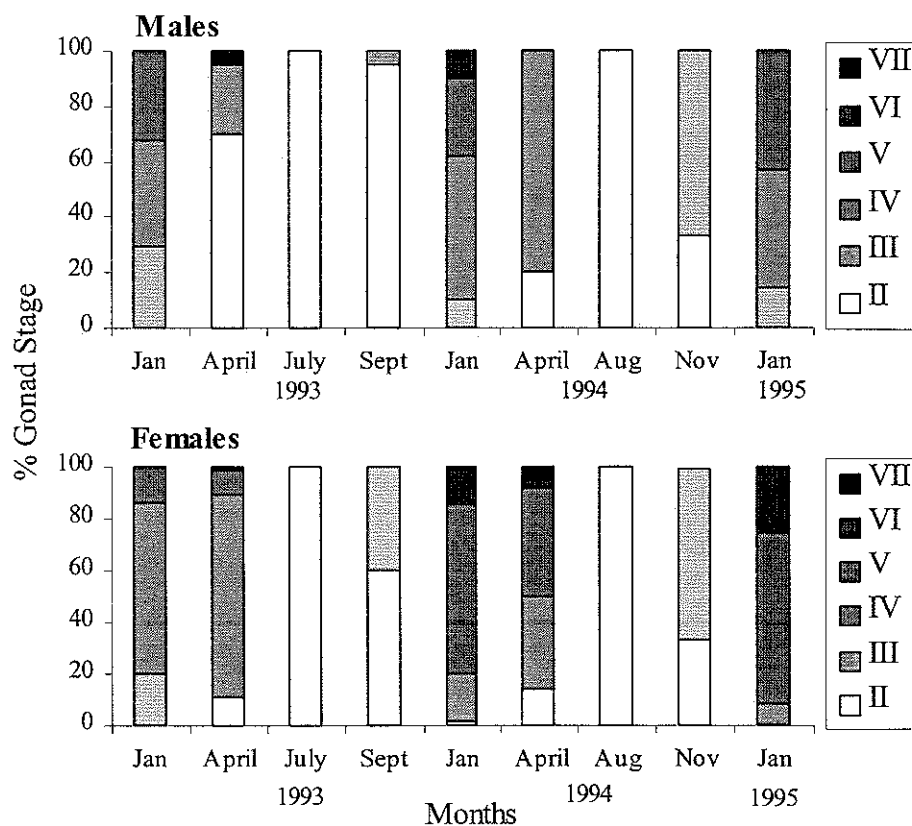 Males
100
80
60
40
20
0
Jan April July Sept Jan April Aug Nov Jan
1993 1994 1995
VII
VI
V
IV
III
II
% Gonad Stage
Females
100
80
60
40
20
0
Jan April July Sept Jan April Aug Nov Jan
1993 1994 1995
Months
VII
VI
V
IV
III
II